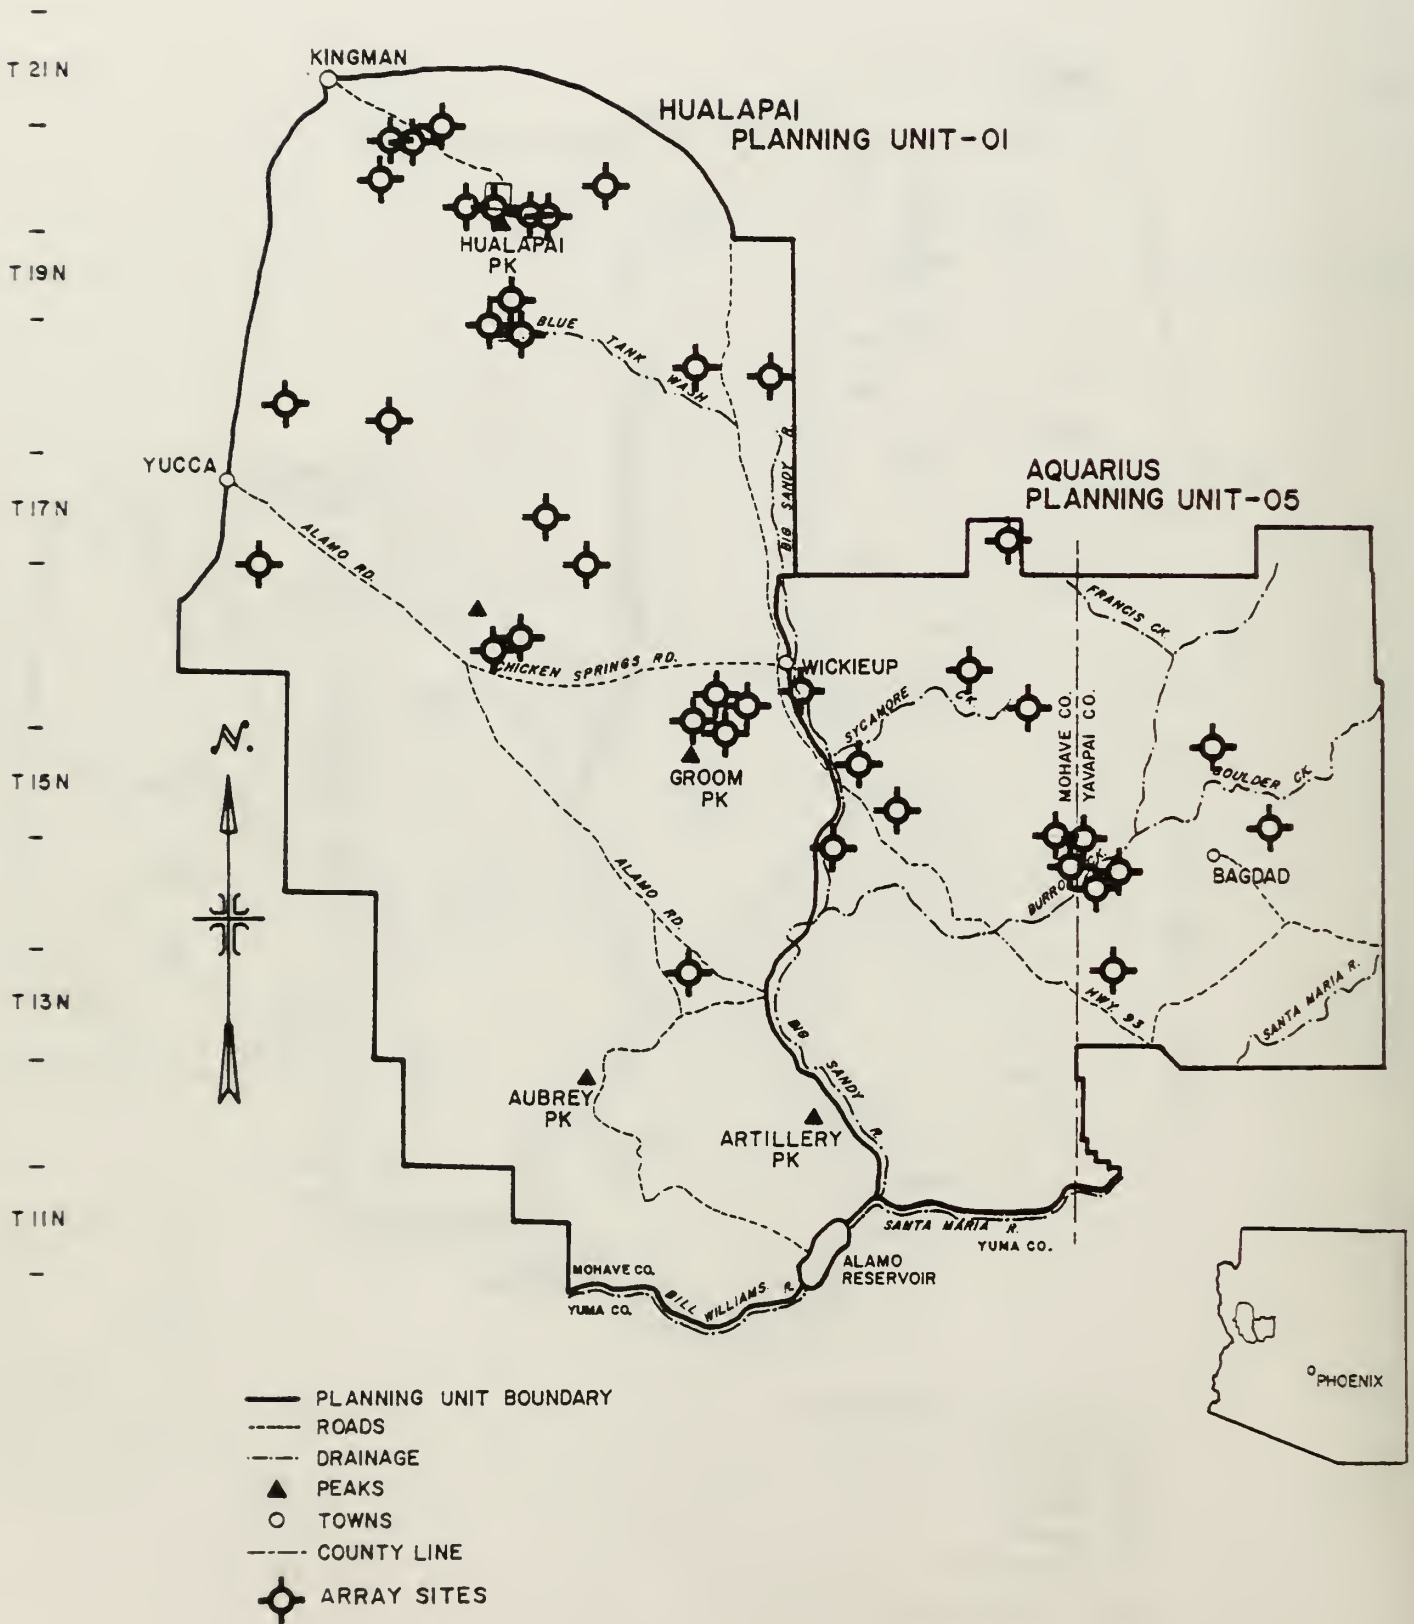 T 21 N
KINGMAN
HUALAPAI
PLANNING UNIT-01
HUALAPAI
PK
T 19 N
BLUE TANK WASH
BIG SANDY R.
YUCCA
AQUARIUS
PLANNING UNIT-05
T 17 N
ALAMO RD.
FRANCIS CK.
CHICKEN SPRINGS RD.
WICKIEUP
SYCAMORE CK.
MOHAVE CO.
YAVAPAI CO.
N.
GROOM
PK
T 15 N
BOULDER CK.
BAGDAD
BURRO CK.
ALAMO RD.
T 13 N
HWY. 93
SANTA MARIA R.
BIG SANDY R.
AUBREY
PK
ARTILLERY
PK
T 11 N
SANTA MARIA R.
YUMA CO.
ALAMO
RESERVOIR
MOHAVE CO.
YUMA CO.
BILL WILLIAMS R.
PHOENIX
PLANNING UNIT BOUNDARY
ROADS
DRAINAGE
PEAKS
TOWNS
COUNTY LINE
ARRAY SITES